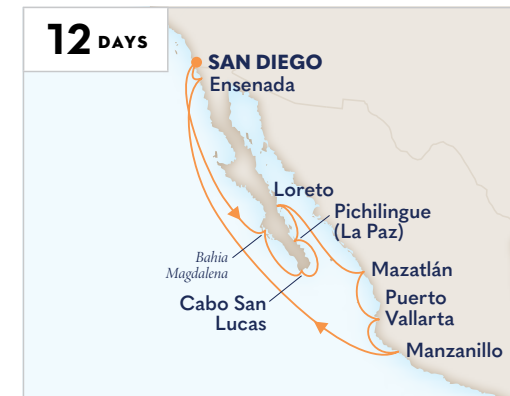 12 DAYS
SAN DIEGO
Ensenada
Loreto
Pichilingue
(La Paz)
Bahia
Magdalena
Mazatlán
Cabo San
Lucas
Puerto
Vallarta
Manzanillo